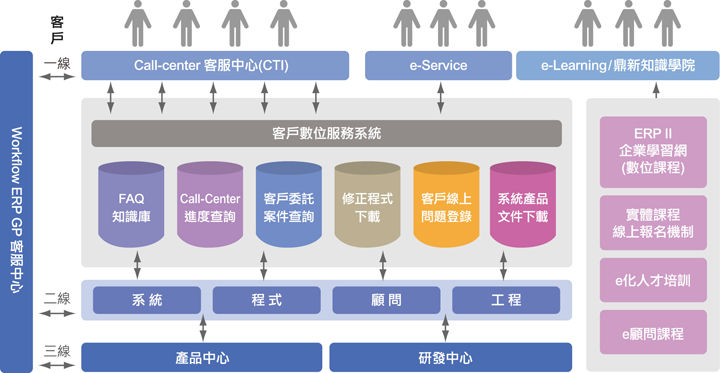 客戶
一線
Call-center 客服中心(CTI)
e-Service
e-Learning/鼎新知識學院
Workflow ERP GP 客服中心
客戶數位服務系統
FAQ
知識庫
Call-Center
進度查詢
客戶委託
案件查詢
修正程式
下載
客戶線上
問題登錄
系統產品
文件下載
ERP II
企業學習網
(數位課程)
實體課程
線上報名機制
e化人才培訓
e顧問課程
二線
系統
程式
顧問
工程
三線
產品中心
研發中心